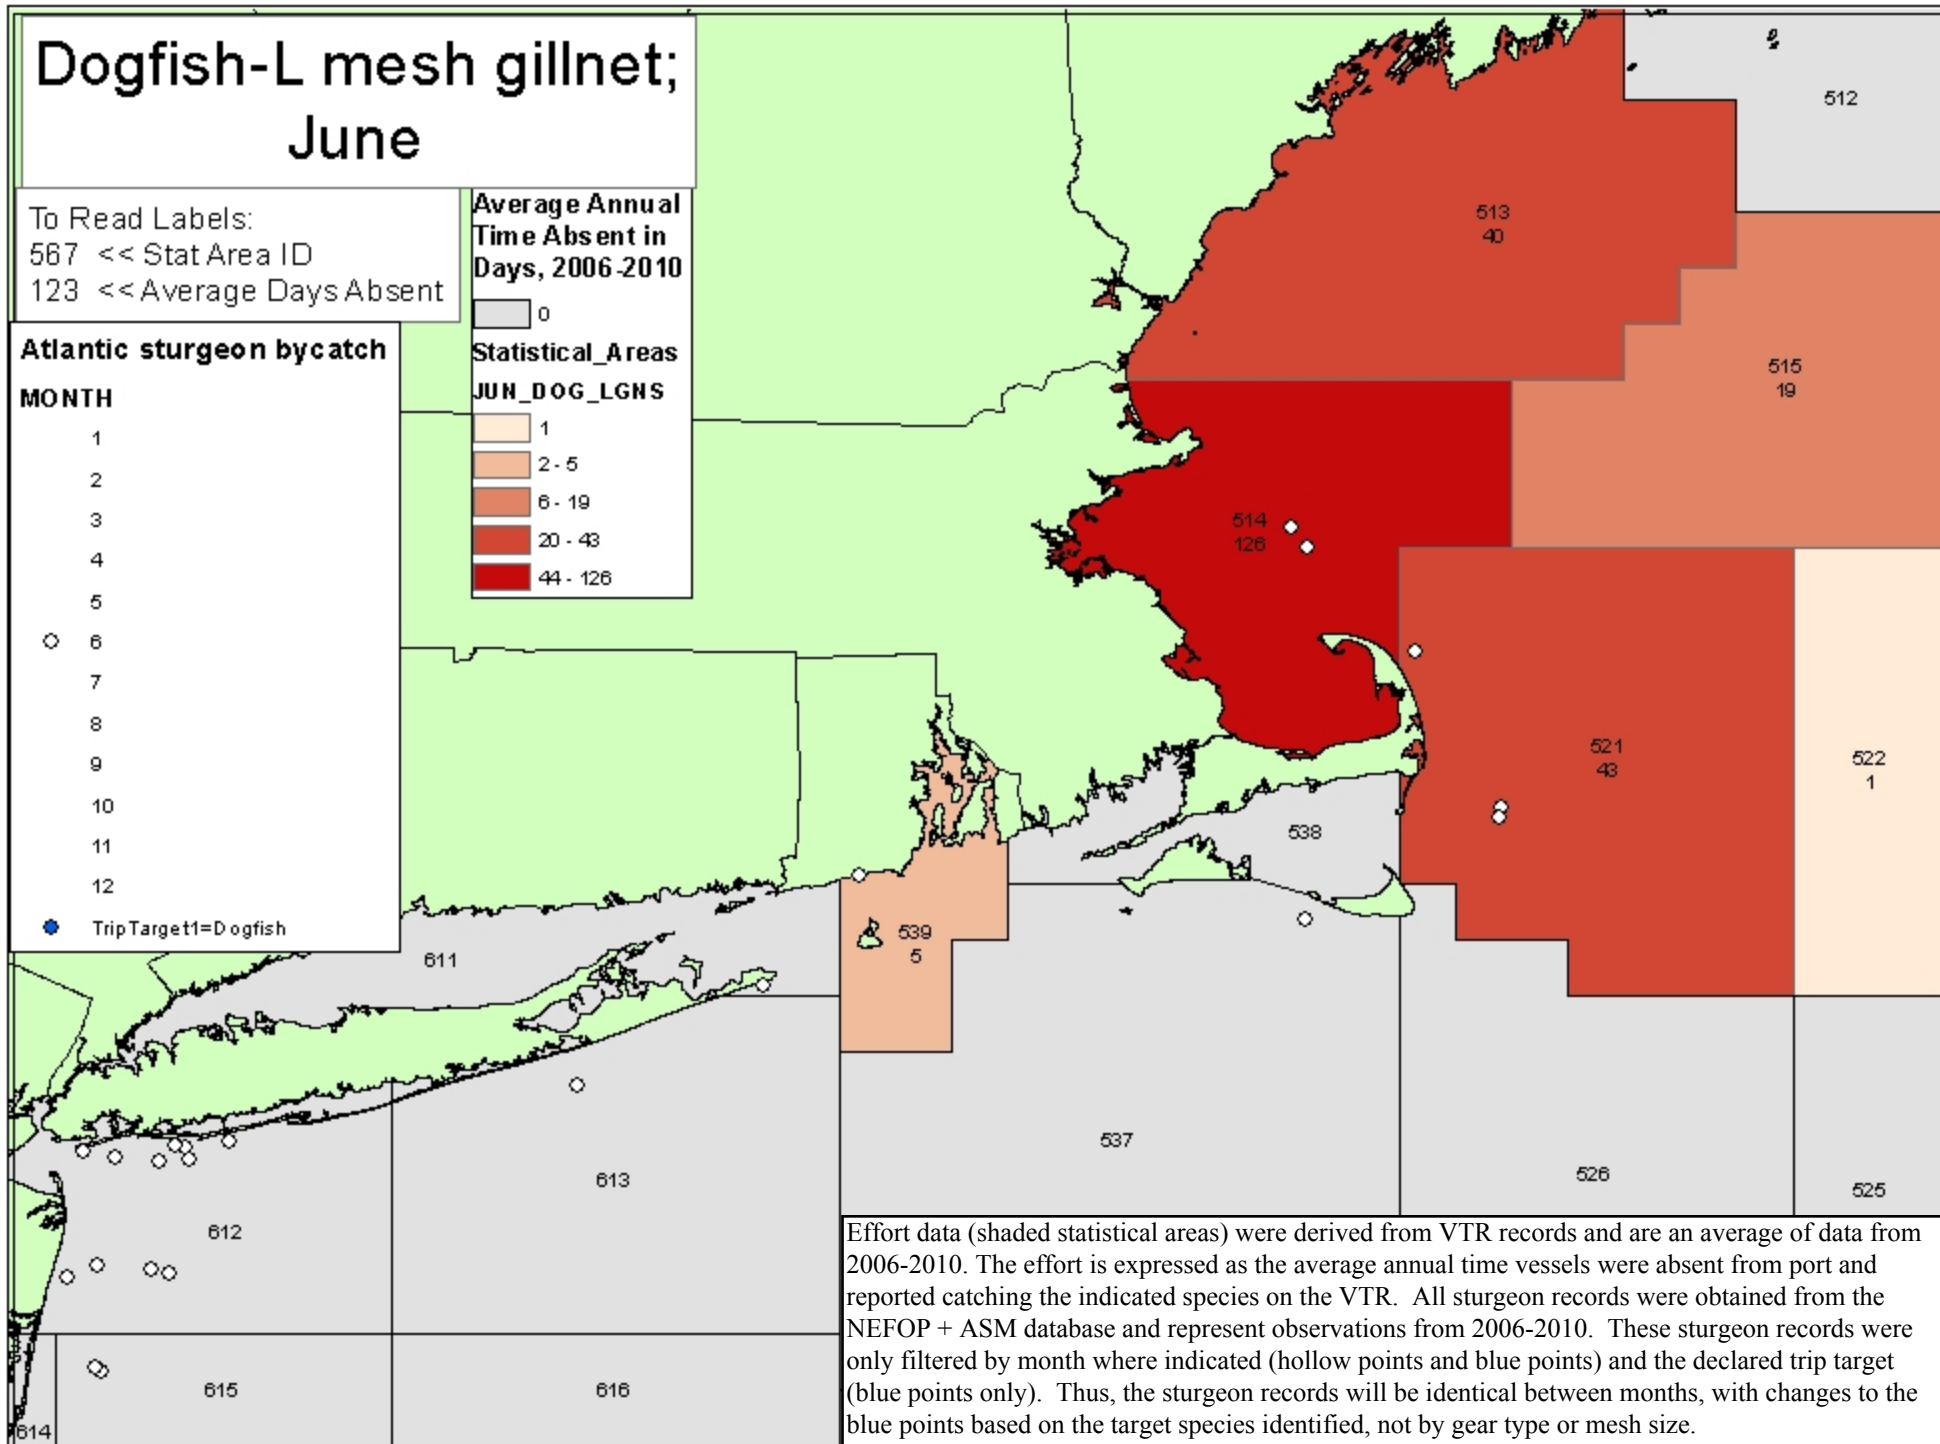 Dogfish-L mesh gillnet;
June
To Read Labels:
567 << Stat Area ID
123 << Average Days Absent
Average Annual
Time Absent in
Days, 2006-2010
0
Statistical_Areas
JUN_DOG_LGNS
1
2 - 5
6 - 19
20 - 43
44 - 126
Atlantic sturgeon bycatch
MONTH
1
2
3
4
5
6
7
8
9
10
11
12
TripTarget1=Dogfish
512
513
40
515
19
514
126
521
43
522
1
538
539
5
611
537
526
525
613
612
615
616
614
Effort data (shaded statistical areas) were derived from VTR records and are an average of data from
2006-2010. The effort is expressed as the average annual time vessels were absent from port and
reported catching the indicated species on the VTR.  All sturgeon records were obtained from the
NEFOP + ASM database and represent observations from 2006-2010.  These sturgeon records were
only filtered by month where indicated (hollow points and blue points) and the declared trip target
(blue points only).  Thus, the sturgeon records will be identical between months, with changes to the
blue points based on the target species identified, not by gear type or mesh size.